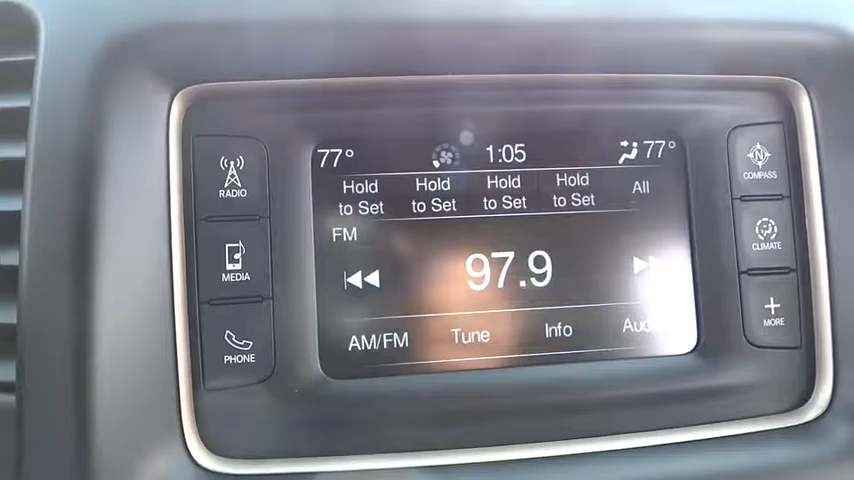 77° 1:05 77°
Hold to Set Hold to Set Hold to Set Hold to Set All
FM
97.9
AM/FM Tune Info
RADIO
MEDIA
PHONE
N
COMPASS
CLIMATE
MORE